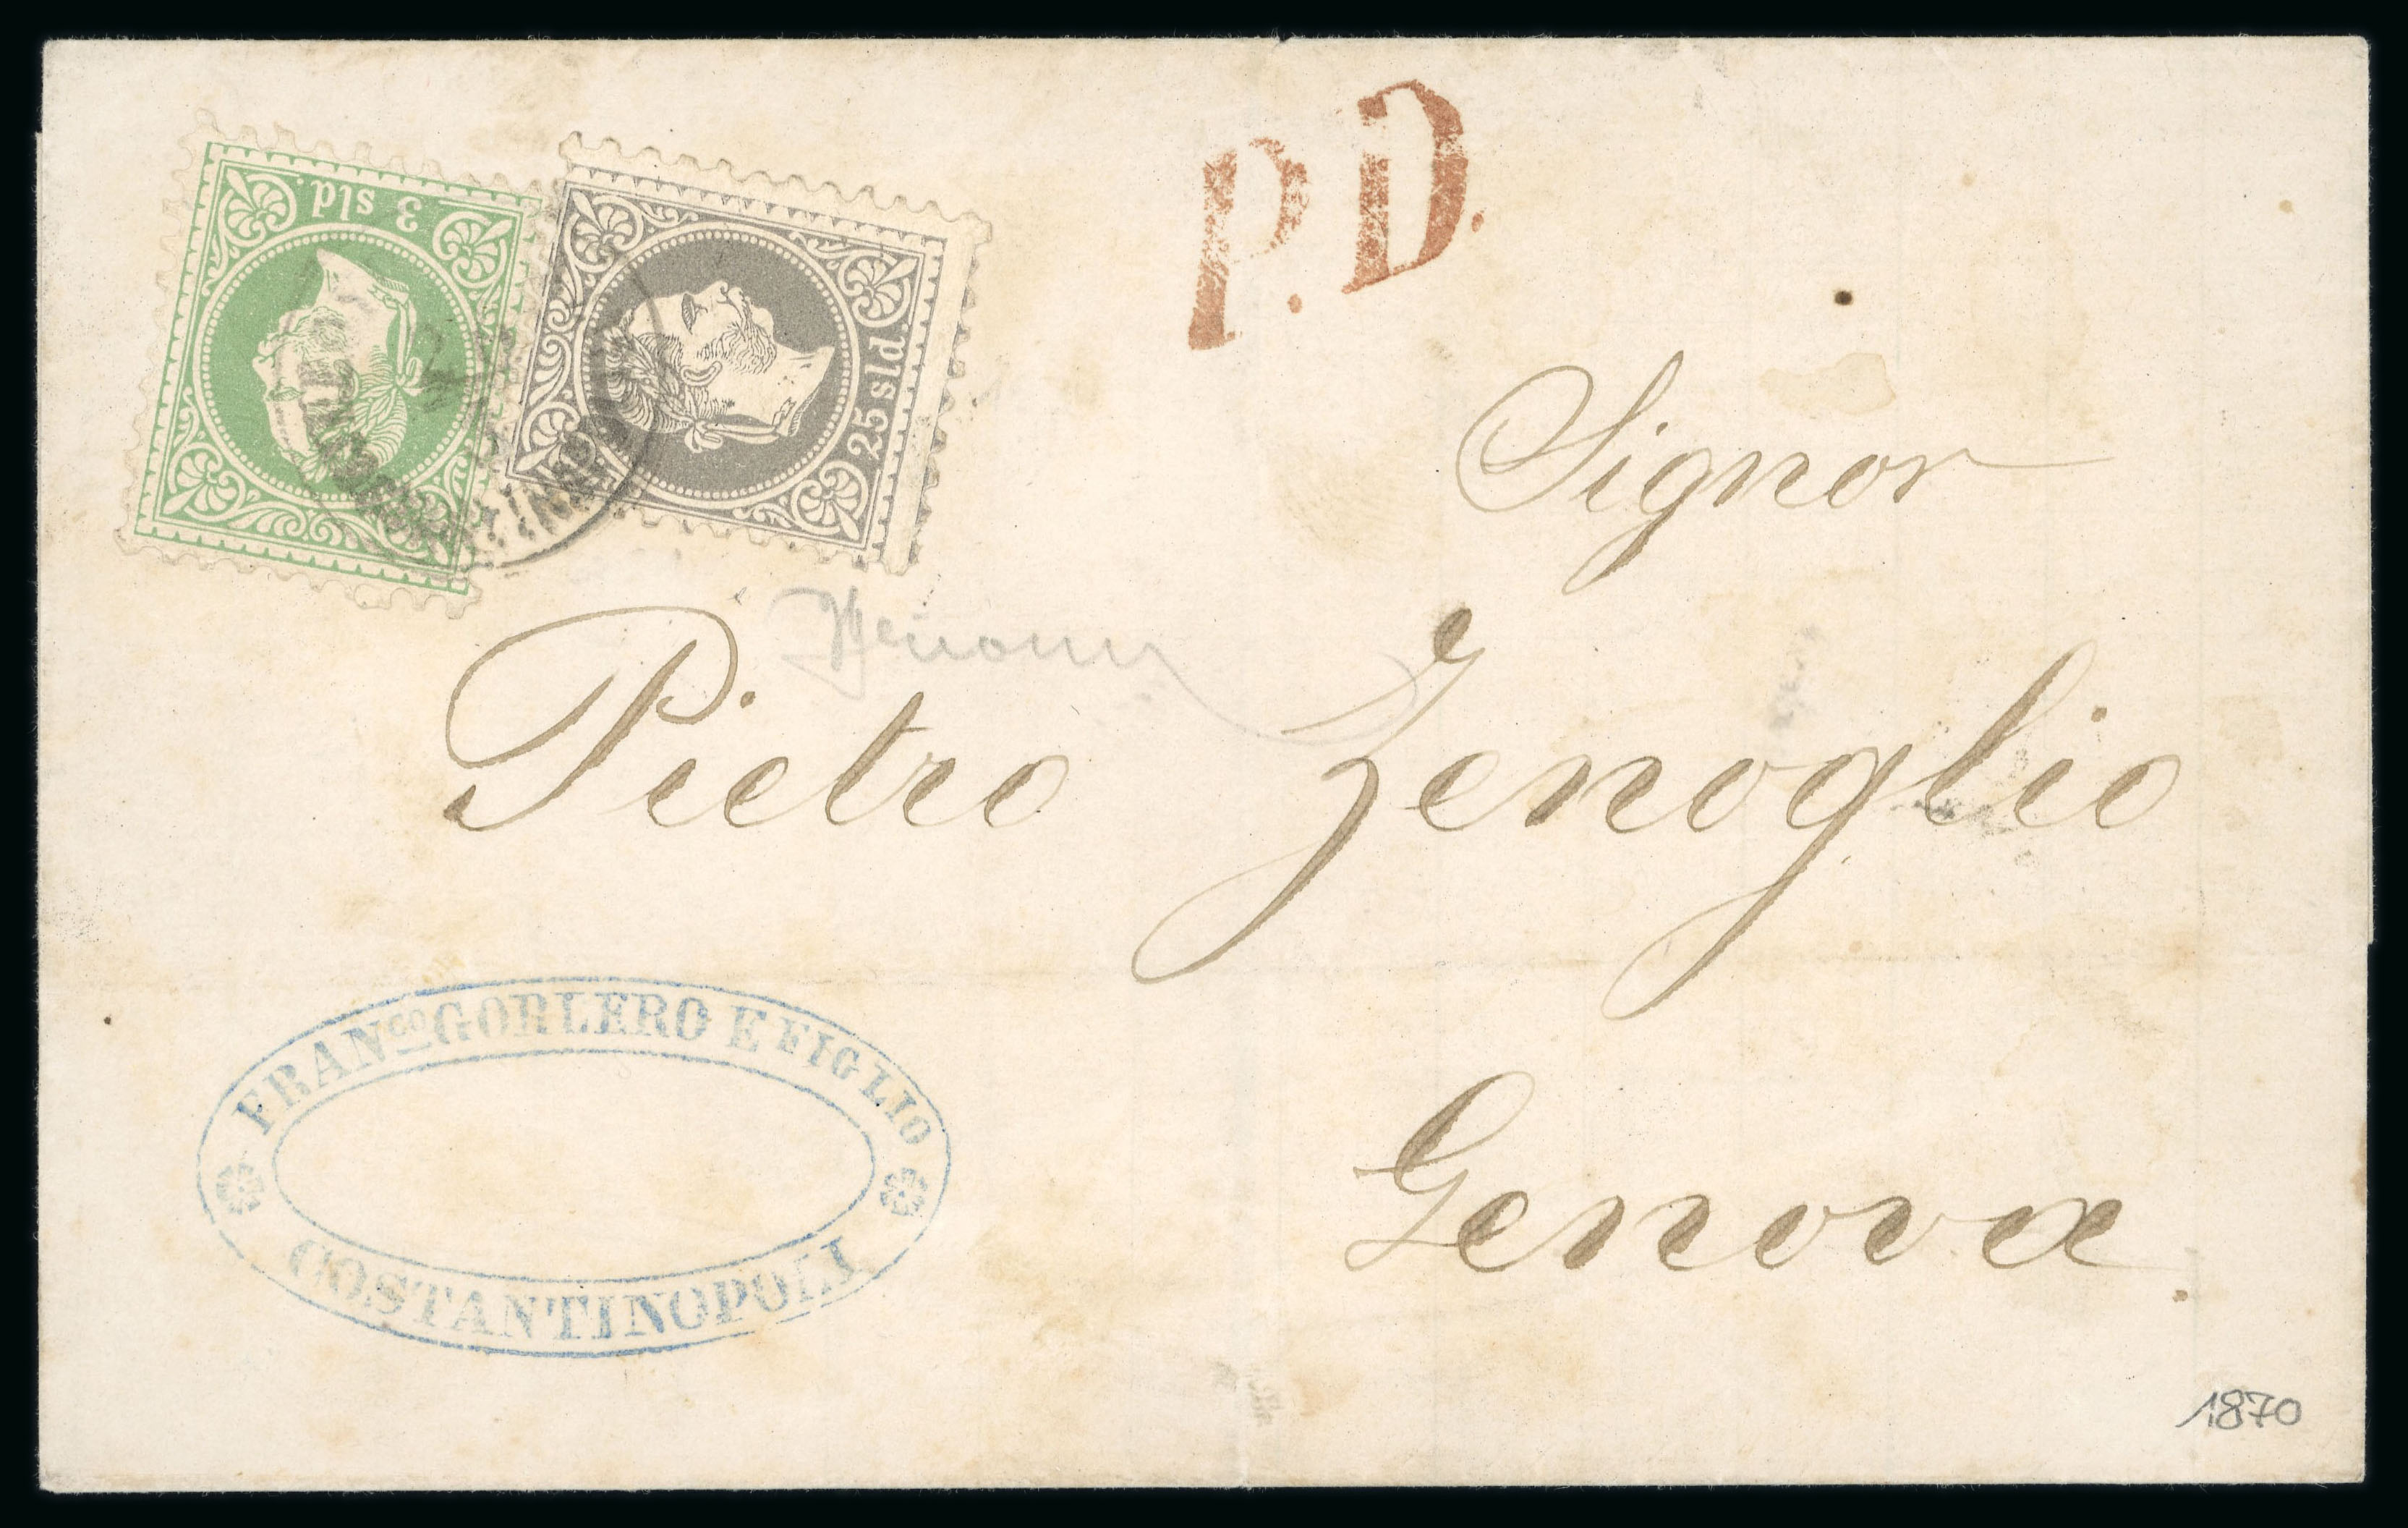 P.D.
3 sld.
25 sld.
Signor
Pietro Zenoglio
Genova.
FRANCO GORLERO E FIGLIO
COSTANTINOPOLI
1870